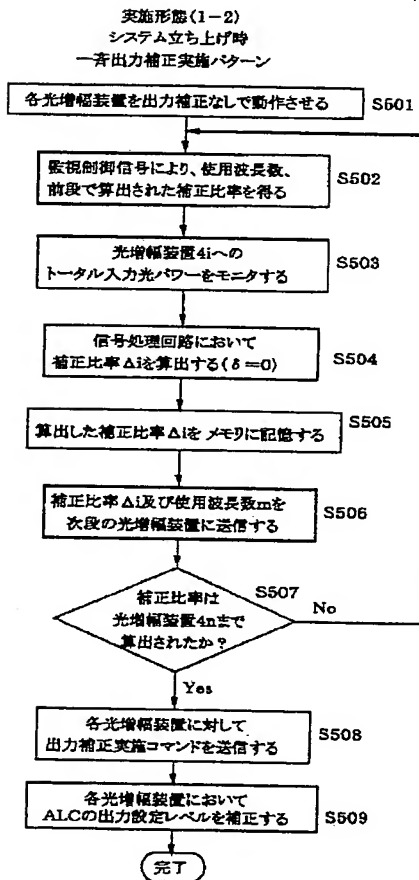 実施形態(1-2)
システム立ち上げ時
一斉出力補正実施パターン
各光増幅装置を出力補正なしで動作させる
S501
監視制御信号により、使用波長数、
前段で算出された補正比率を得る
S502
光増幅装置4iへの
トータル入力光パワーをモニタする
S503
信号処理回路において
補正比率Δiを算出する(δ=0)
S504
算出した補正比率Δiを メモリに記憶する
S505
補正比率Δi及び使用波長数mを
次段の光増幅装置に送信する
S506
S507
補正比率は
光増幅装置4nまで
算出されたか?
No
Yes
各光増幅装置に対して
出力補正実施コマンドを送信する
S508
各光増幅装置において
ALCの出力設定レベルを補正する
S509
完了